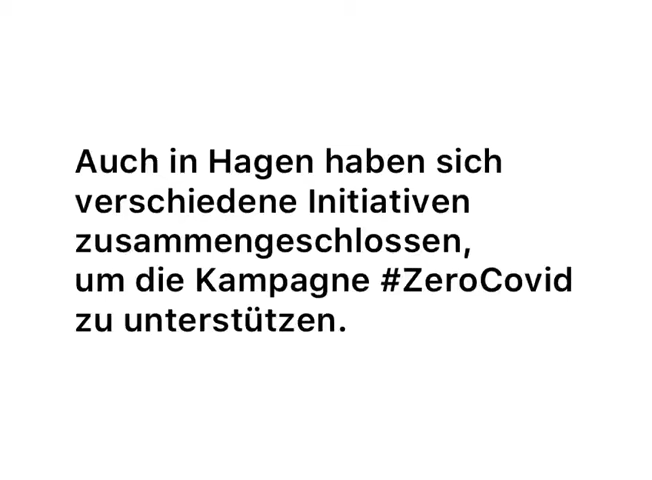 Auch in Hagen haben sich
verschiedene Initiativen
zusammengeschlossen,
um die Kampagne #ZeroCovid
zu unterstützen.